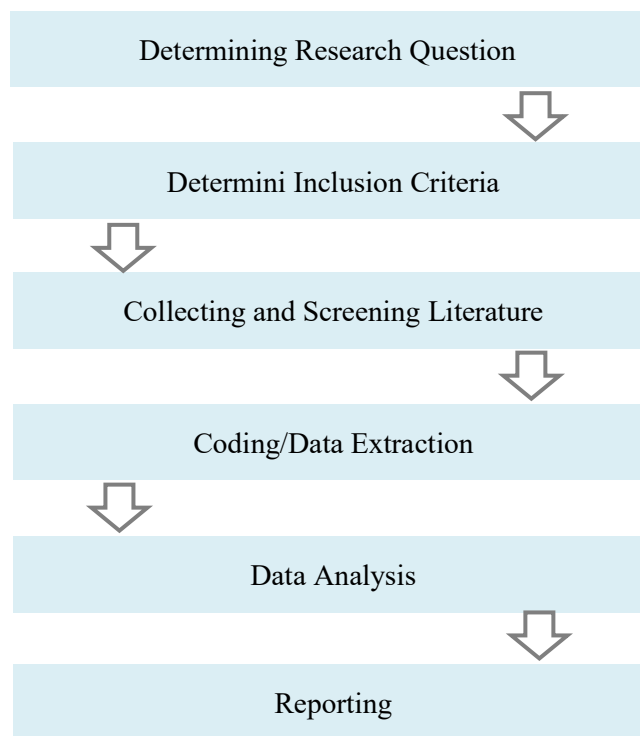 Determining Research Question
Determini Inclusion Criteria
Collecting and Screening Literature
Coding/Data Extraction
Data Analysis
Reporting